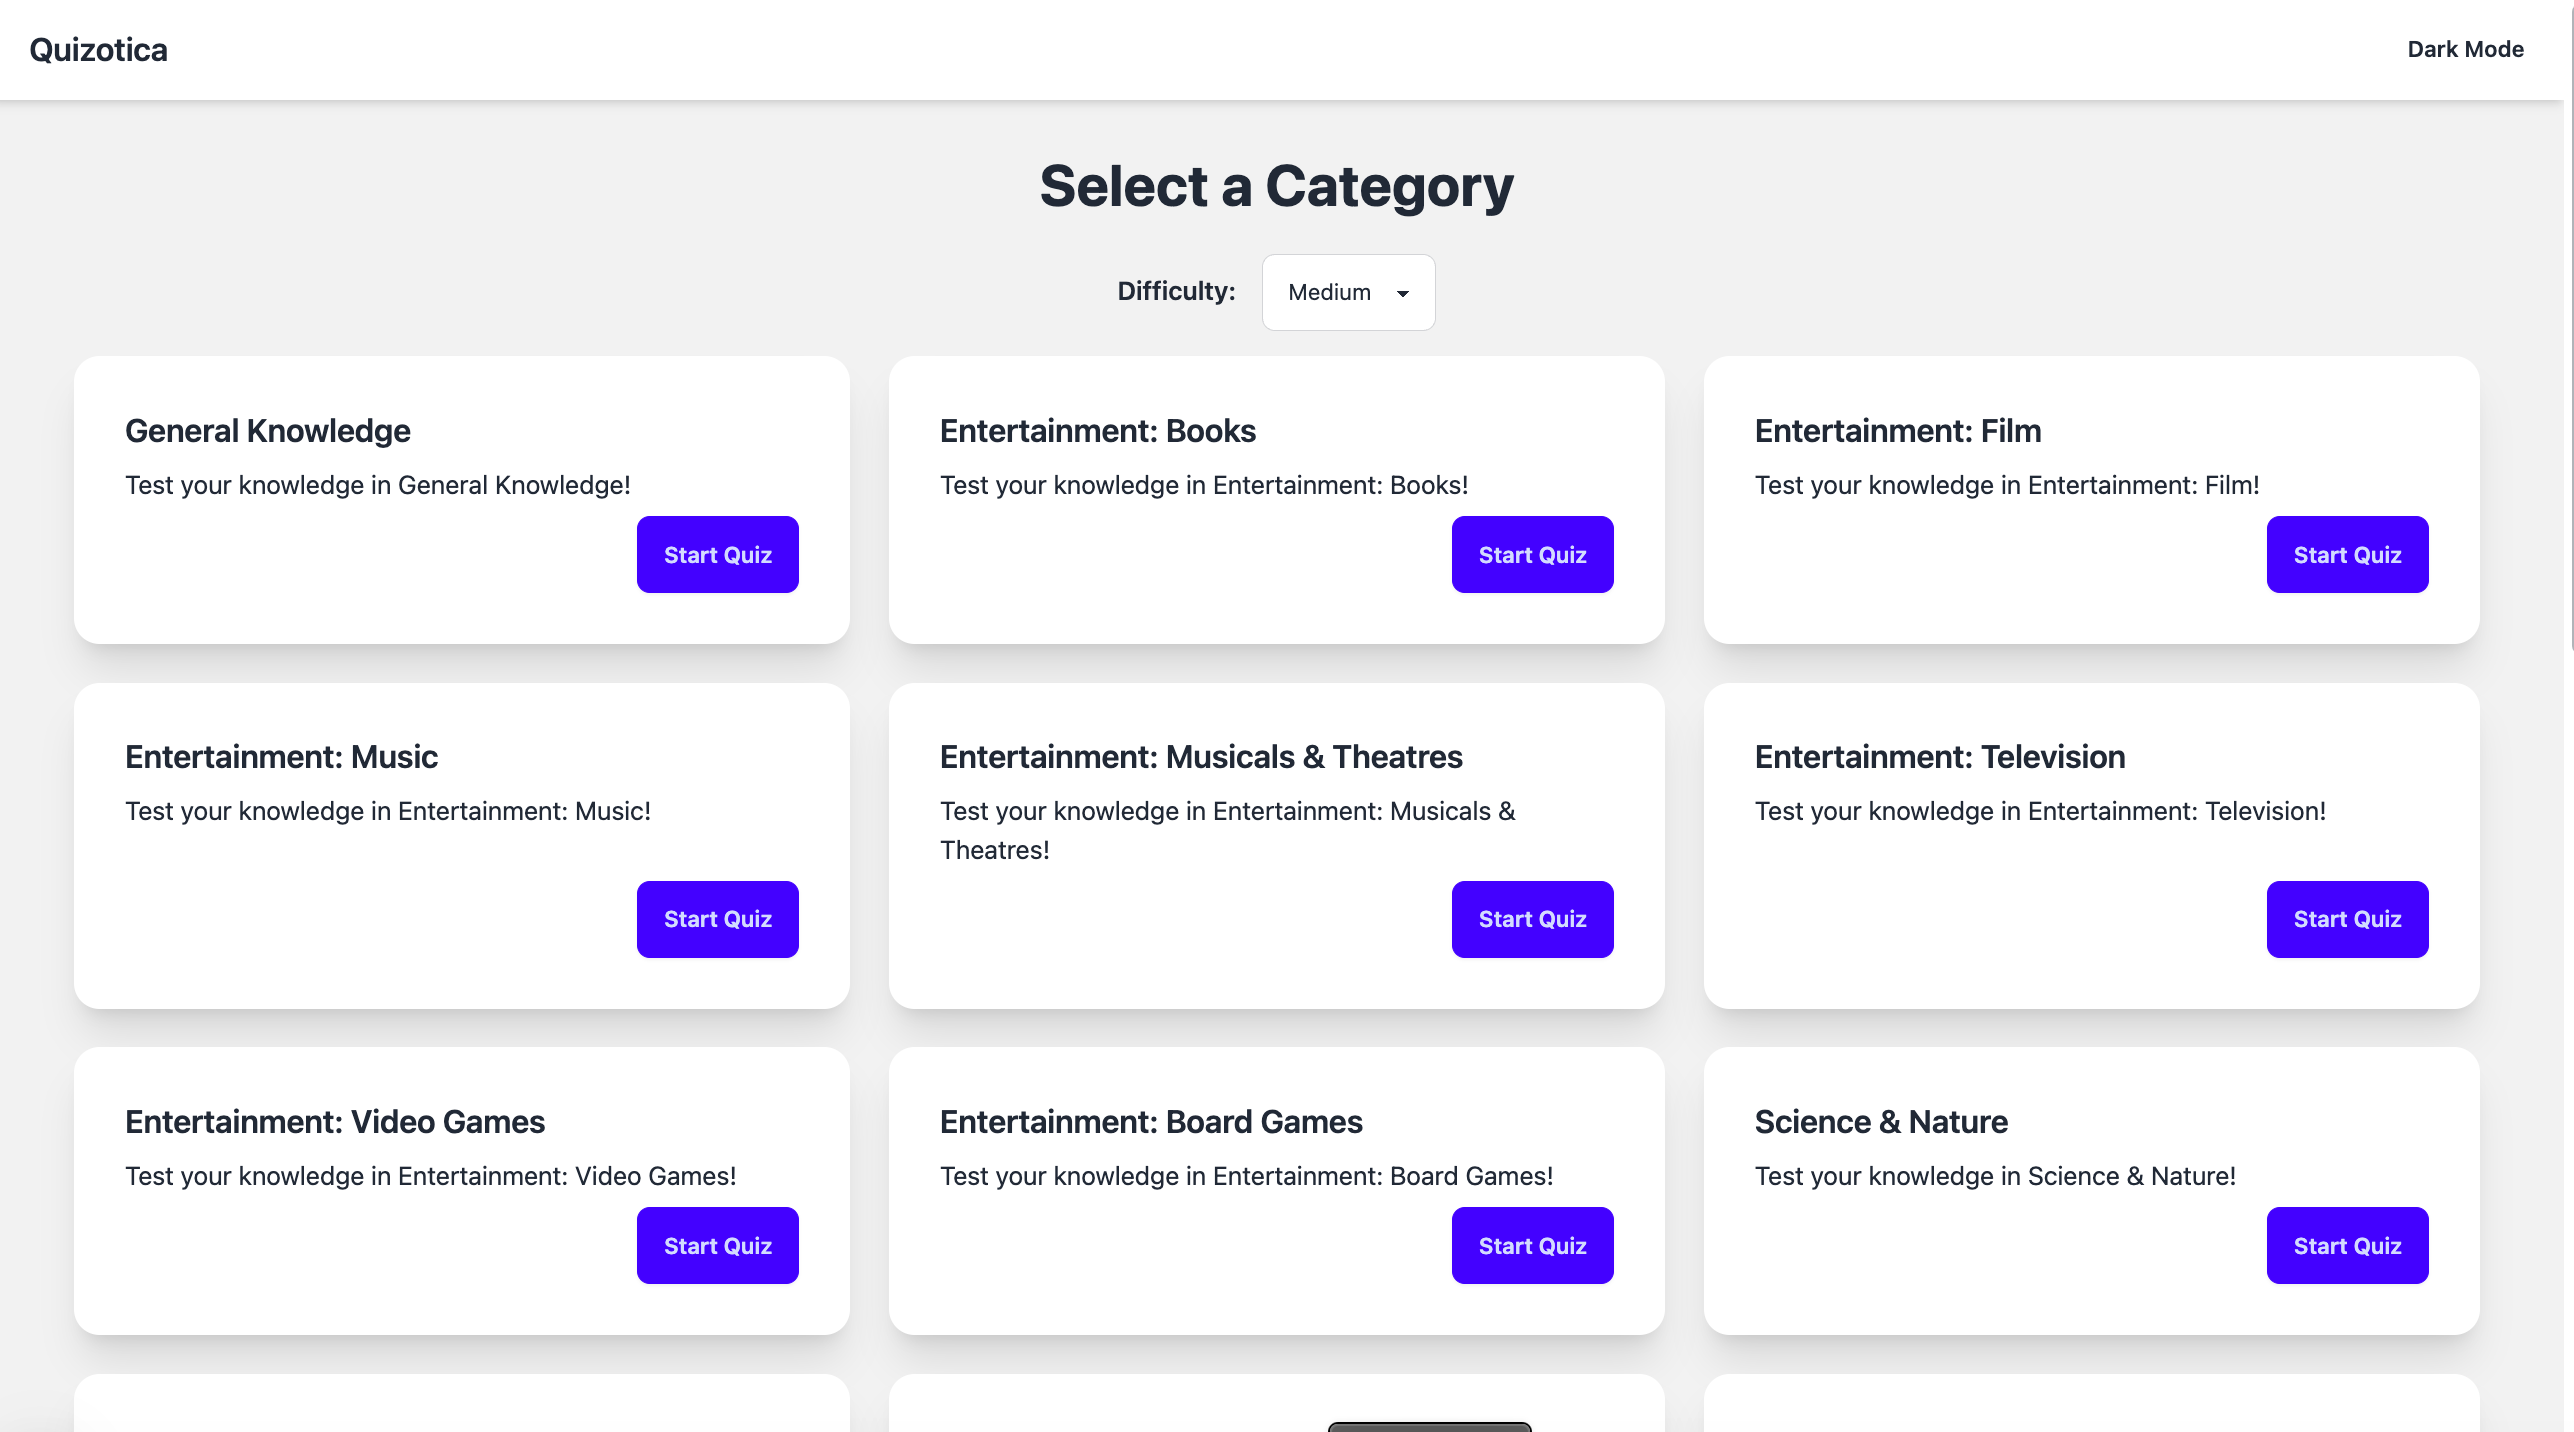 Quizotica
Dark Mode
Select a Category
Difficulty:
Medium
General Knowledge
Test your knowledge in General Knowledge!
Start Quiz
Entertainment: Books
Test your knowledge in Entertainment: Books!
Start Quiz
Entertainment: Film
Test your knowledge in Entertainment: Film!
Start Quiz
Entertainment: Music
Test your knowledge in Entertainment: Music!
Start Quiz
Entertainment: Musicals & Theatres
Test your knowledge in Entertainment: Musicals &
Theatres!
Start Quiz
Entertainment: Television
Test your knowledge in Entertainment: Television!
Start Quiz
Entertainment: Video Games
Test your knowledge in Entertainment: Video Games!
Start Quiz
Entertainment: Board Games
Test your knowledge in Entertainment: Board Games!
Start Quiz
Science & Nature
Test your knowledge in Science & Nature!
Start Quiz